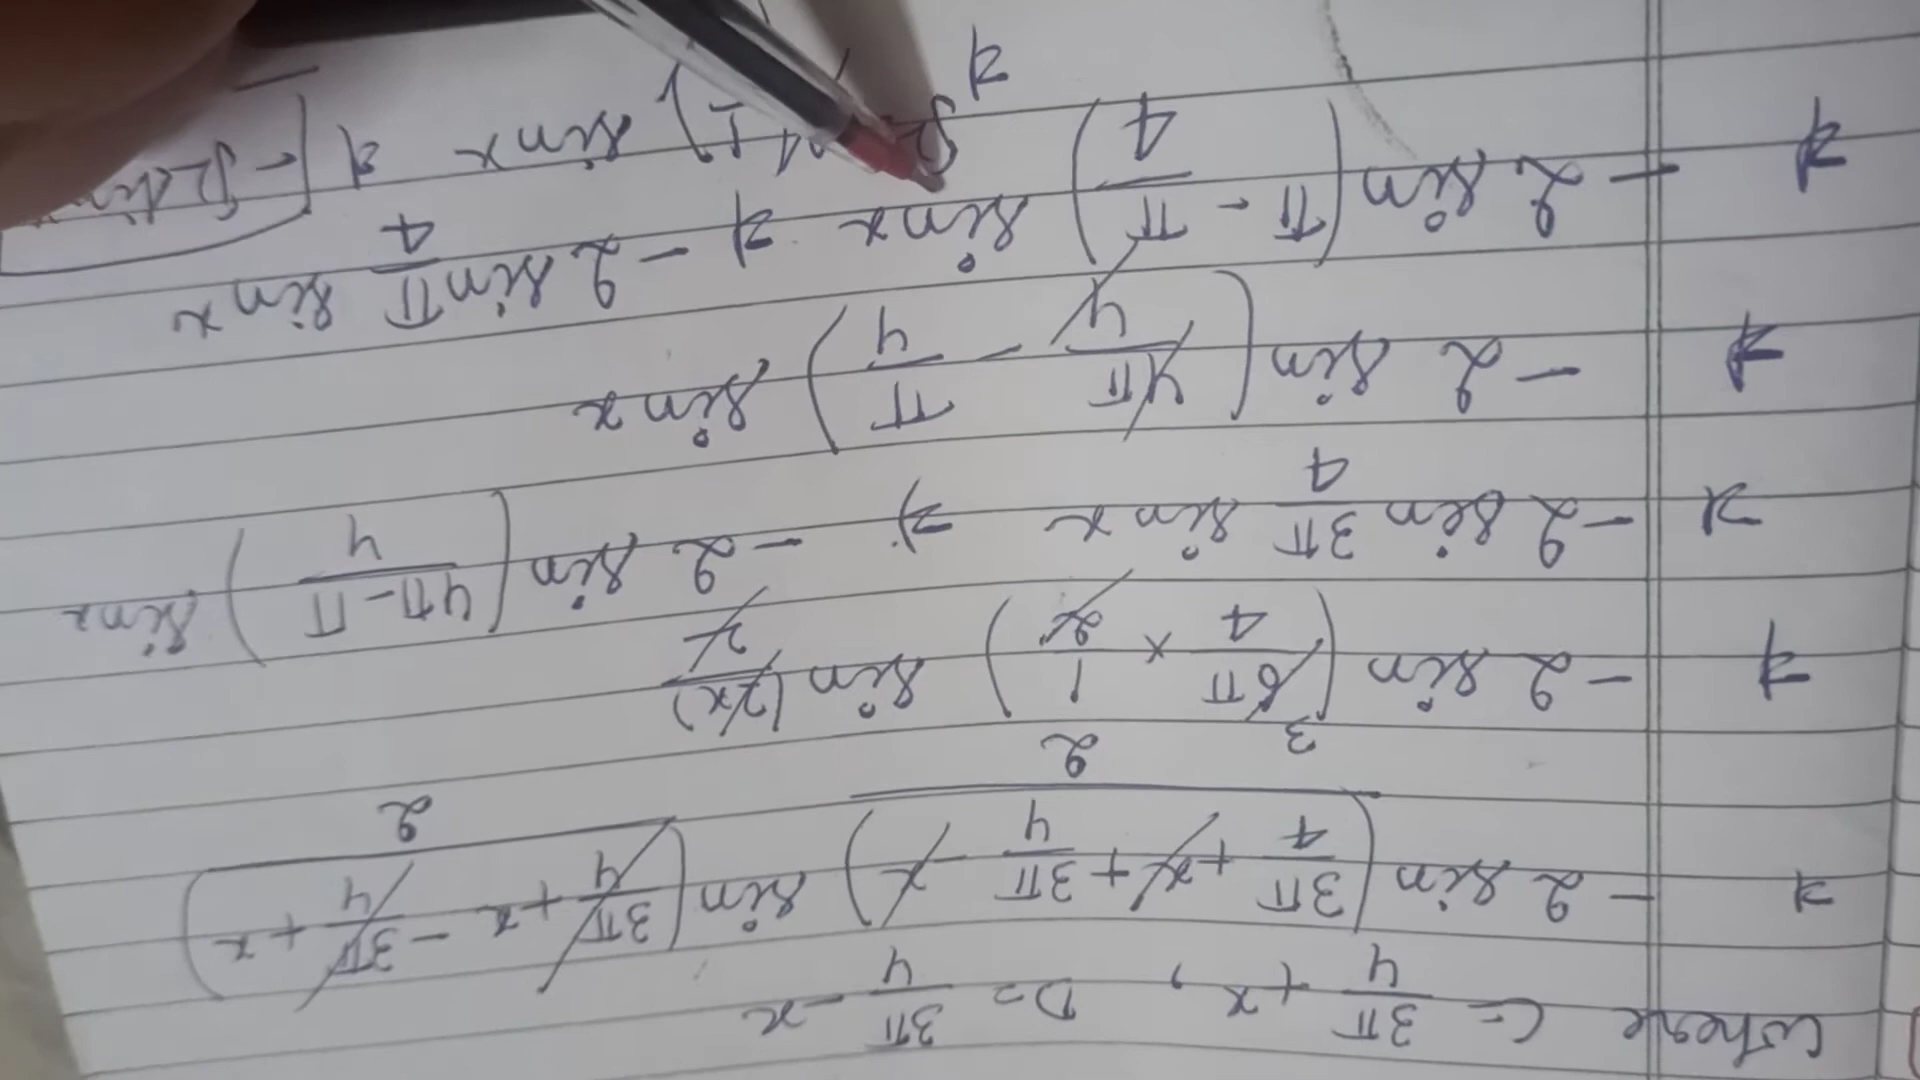 Where C = 3π/4 + x, D = 3π/4 - x
⇒ -2 sin (3π/4 + x + 3π/4 - x)/2 sin (3π/4 + x - 3π/4 + x)/2
⇒ -2 sin (6π/4 × 1/2) sin (2x)/2
⇒ -2 sin 3π/4 sin x ⇒ -2 sin (4π-π/4) sin x
⇒ -2 sin (4π/4 - π/4) sin x
⇒ -2 sin (π - π/4) sin x ⇒ -2 sin π/4 sin x
⇒ sin x ⇒ -√2 sin